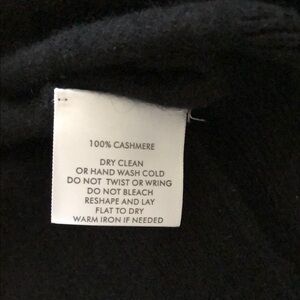 100% CASHMERE
DRY CLEAN
OR HAND WASH COLD
DO NOT TWIST OR WRING
DO NOT BLEACH
RESHAPE AND LAY
FLAT TO DRY
WARM IRON IF NEEDED